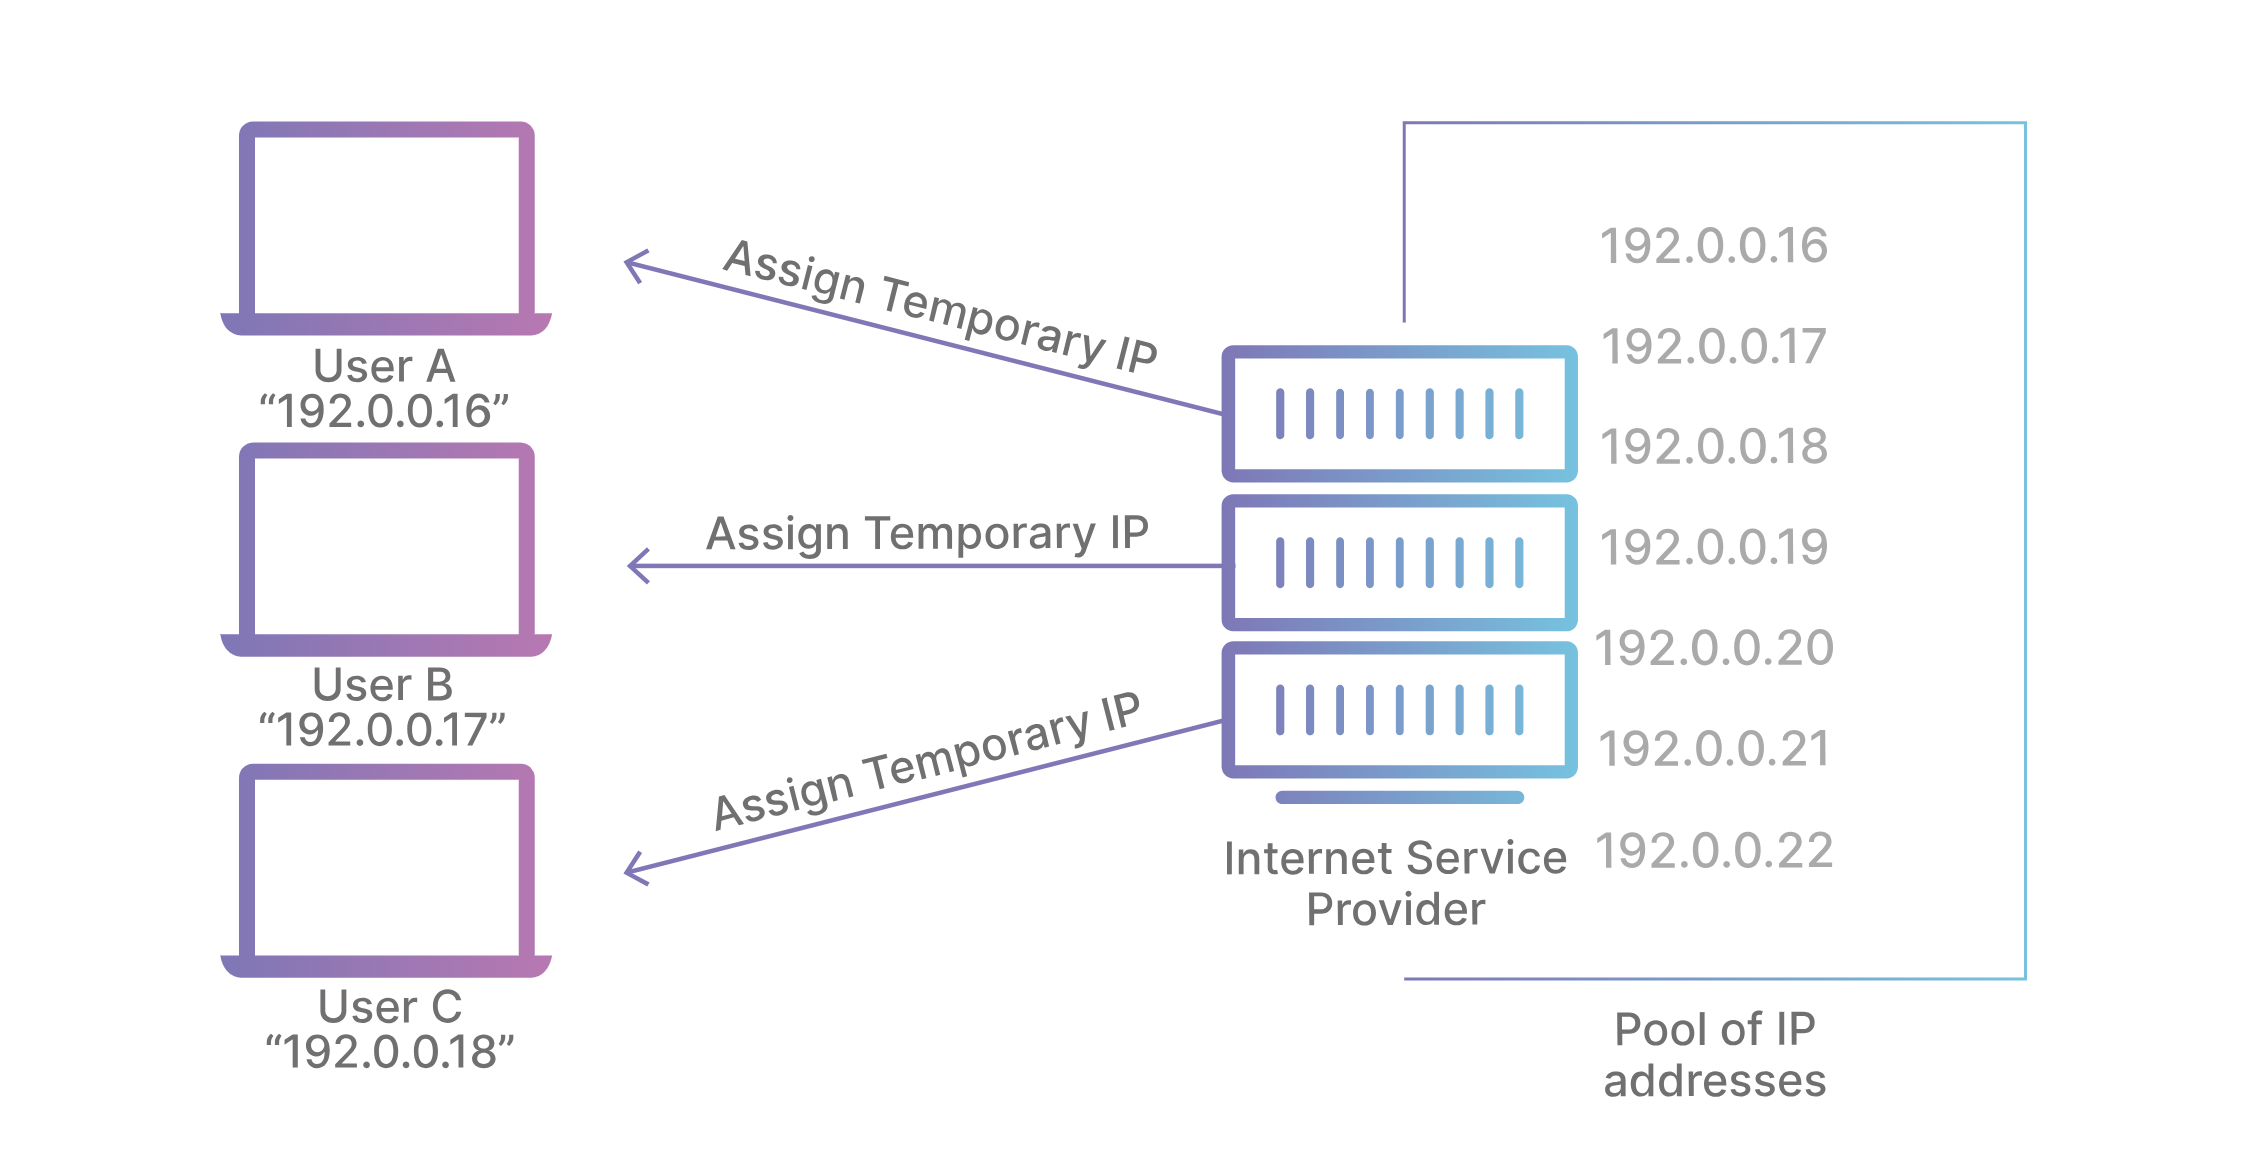 User A
“192.0.0.16”
User B
“192.0.0.17”
User C
“192.0.0.18”
Assign Temporary IP
Assign Temporary IP
Assign Temporary IP
Internet Service
Provider
192.0.0.16
192.0.0.17
192.0.0.18
192.0.0.19
192.0.0.20
192.0.0.21
192.0.0.22
Pool of IP
addresses